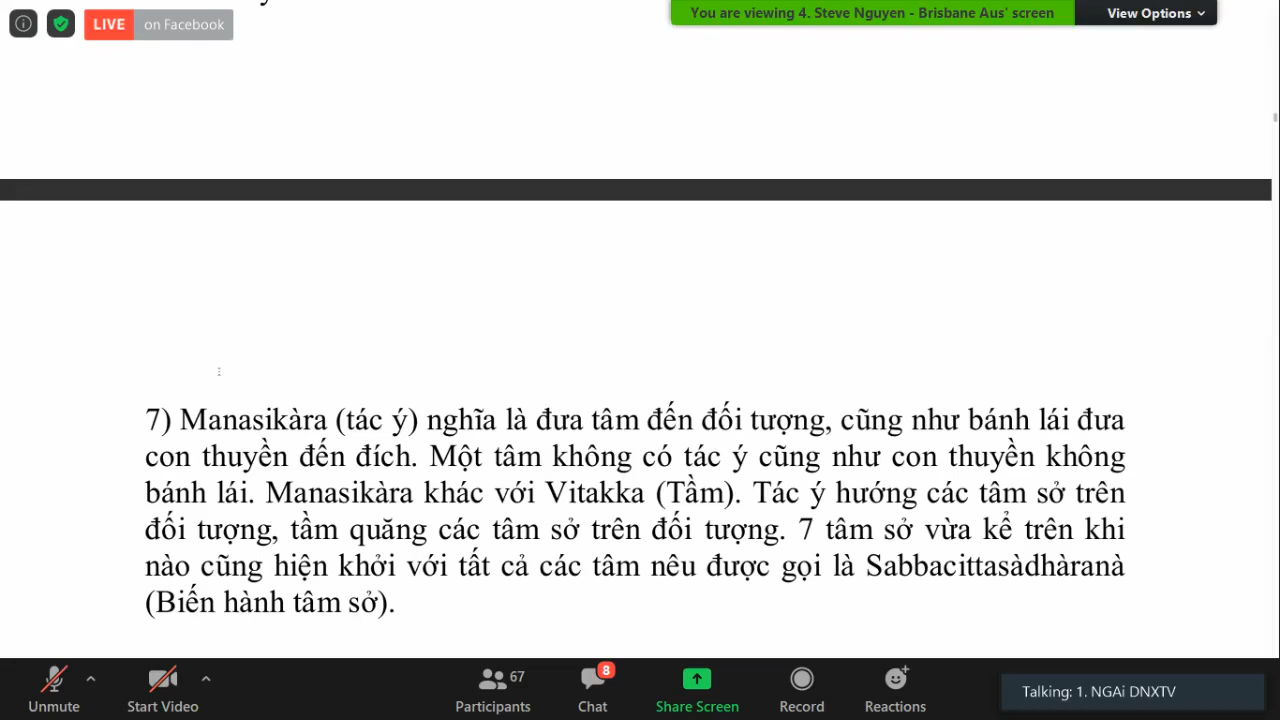 LIVE on Facebook
You are viewing 4. Steve Nguyen - Brisbane Aus' screen
View Options
7) Manasikàra (tác ý) nghĩa là đưa tâm đến đối tượng, cũng như bánh lái đưa
con thuyền đến đích. Một tâm không có tác ý cũng như con thuyền không
bánh lái. Manasikàra khác với Vitakka (Tầm). Tác ý hướng các tâm sở trên
đối tượng, tầm quăng các tâm sở trên đối tượng. 7 tâm sở vừa kể trên khi
nào cũng hiện khởi với tất cả các tâm nêu được gọi là Sabbacittasàdhàranà
(Biến hành tâm sở).
67
8
Unmute
Start Video
Participants
Chat
Share Screen
Record
Reactions
Talking: 1. NGAi DNXTV